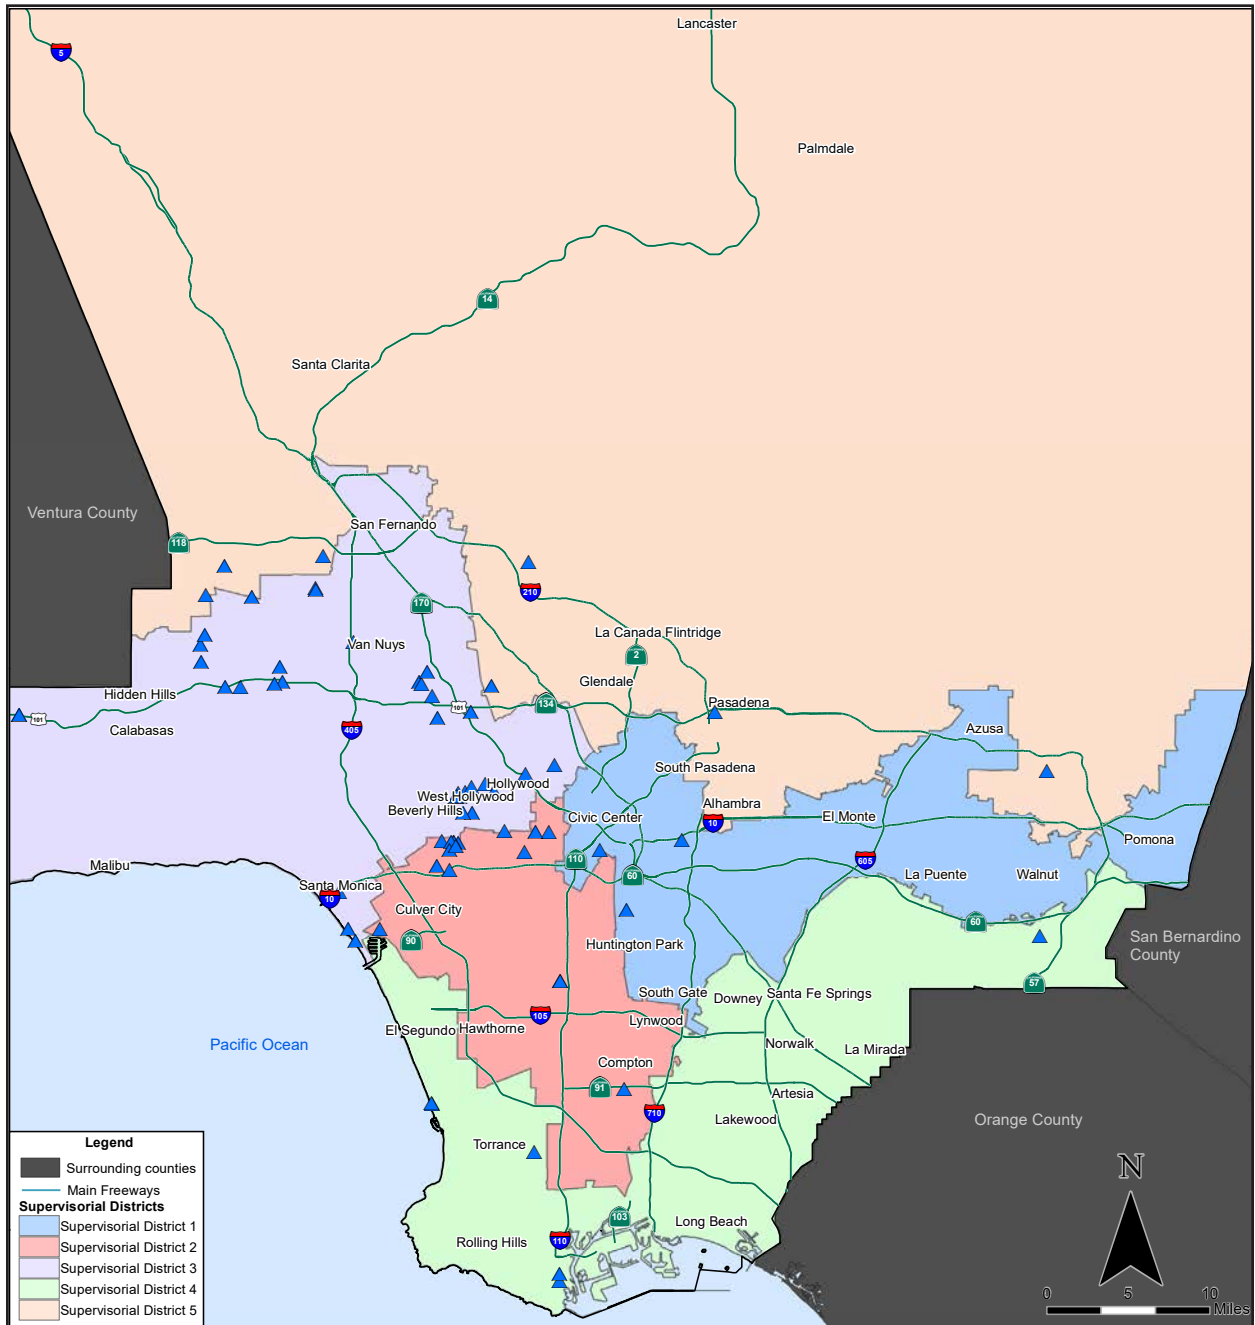 Lancaster
5
Palmdale
14
Santa Clarita
Ventura County
San Fernando
118
210
170
La Canada Flintridge
Van Nuys
2
Glendale
Hidden Hills
134
Pasadena
101
101
Calabasas
405
Azusa
South Pasadena
Hollywood
West Hollywood
Alhambra
Beverly Hills
Civic Center
El Monte
10
Pomona
110
605
Malibu
60
La Puente
Walnut
Santa Monica
10
Culver City
60
90
San Bernardino
County
Huntington Park
57
South Gate
Downey
Santa Fe Springs
105
Lynwood
El Segundo
Hawthorne
Pacific Ocean
Norwalk
La Mirada
Compton
91
Artesia
710
Lakewood
Orange County
Torrance
N
103
Long Beach
110
Rolling Hills
0
5
10
Miles
Legend
Surrounding counties
Main Freeways
Supervisorial Districts
Supervisorial District 1
Supervisorial District 2
Supervisorial District 3
Supervisorial District 4
Supervisorial District 5